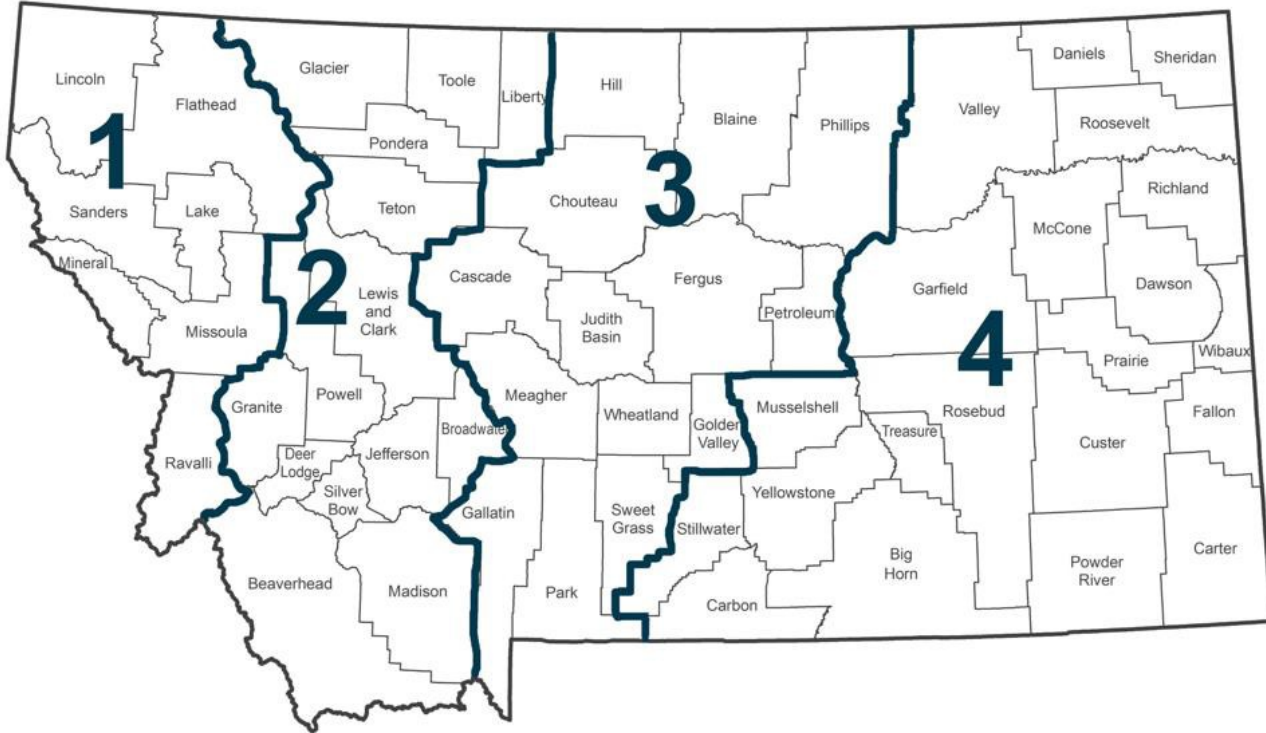 Lincoln
Flathead
Glacier
Toole
Liberty
Hill
Blaine
Phillips
Valley
Daniels
Sheridan
Roosevelt
Pondera
1
Sanders
Lake
Teton
Chouteau
3
McCone
Richland
Mineral
Missoula
2
Lewis
and
Clark
Cascade
Judith
Basin
Fergus
Petroleum
Garfield
Dawson
4
Prairie
Wibaux
Ravalli
Granite
Powell
Deer
Lodge
Silver
Bow
Jefferson
Broadwater
Meagher
Wheatland
Golden
Valley
Musselshell
Treasure
Rosebud
Custer
Fallon
Gallatin
Sweet
Grass
Stillwater
Yellowstone
Beaverhead
Madison
Park
Carbon
Big
Horn
Powder
River
Carter